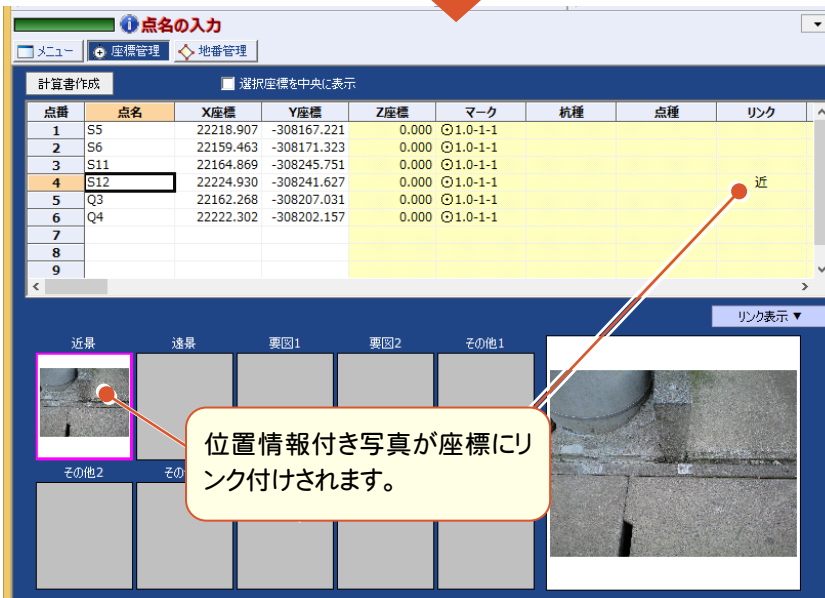 点名の入力
メニュー 座標管理 地番管理
計算書作成 選択座標を中央に表示
点番 点名 X座標 Y座標 Z座標 マーク 杭種 点種 リンク
1 S5 22218.907 -308167.221 0.000 ⊙1.0-1-1
2 S6 22159.463 -308171.323 0.000 ⊙1.0-1-1
3 S11 22164.869 -308245.751 0.000 ⊙1.0-1-1
4 S12 22224.930 -308241.627 0.000 ⊙1.0-1-1 近
5 Q3 22162.268 -308207.031 0.000 ⊙1.0-1-1
6 Q4 22222.302 -308202.157 0.000 ⊙1.0-1-1
7
8
9
リンク表示 ▼
近景 遠景 要図1 要図2 その他1
位置情報付き写真が座標にリ
ンク付けされます。
その他2 その